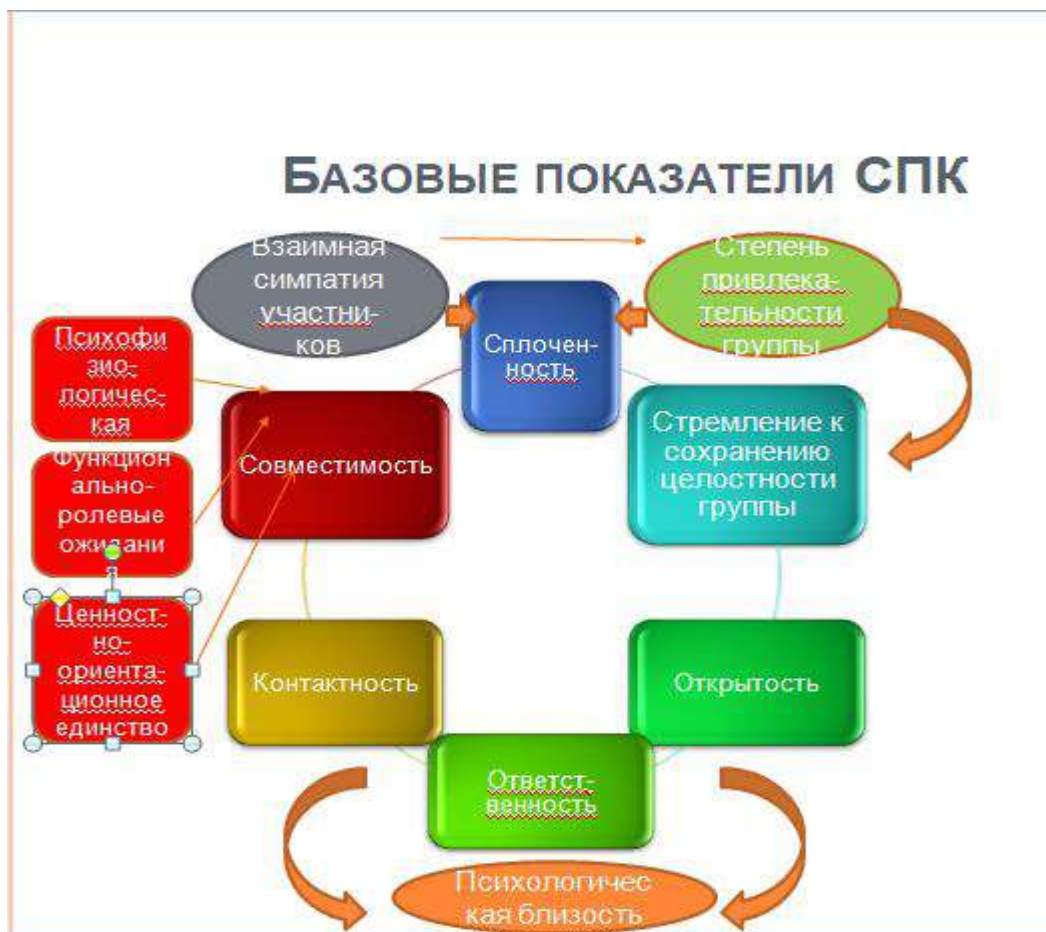 БАЗОВЫЕ ПОКАЗАТЕЛИ СПК
Взаимная
симпатия
участни-
ков
Степень
привлека-
тельности
группы
Сплочен-
ность
Психофи
зио-
логичес-
кая
Совместимость
Стремление к
сохранению
целостности
группы
Функцион
ально-
ролевые
ожидани
я
Ценност-
но-
ориента-
ционное
единство
Контактность
Открытость
Ответст-
венность
Психологичес
кая близость